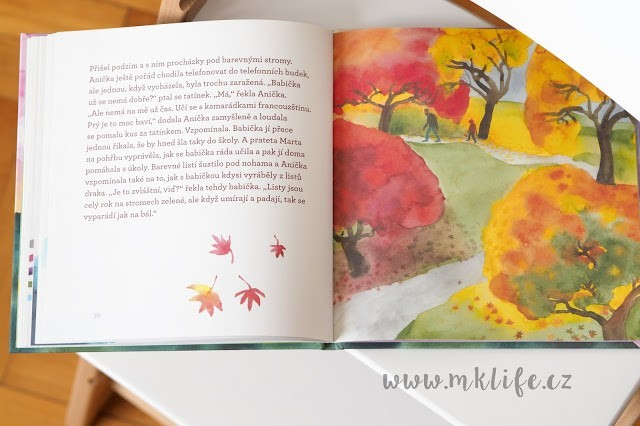 Přišel podzim a s ním procházky pod barevnými stromy.
Anička ještě pořád chodila telefonovat do telefonních budek,
ale jednou, když vycházela, byla trochu zaražená. „Babička
už se nemá dobře?“ ptal se tatínek. „Má,“ řekla Anička.
„Ale nemá na mě už čas. Učí se s kamarádkami francouzštinu.
Prý je to moc baví,“ dodala Anička zamyšleně a loudala
se pomalu kus za tatínkem. Vzpomínala. Babička jí přece
jednou říkala, že by hned šla taky do školy. A prateta Marta
na pohřbu vyprávěla, jak se babička ráda učila a pak jí doma
pomáhala s úkoly. Barevné listí šustilo pod nohama a Anička
vzpomínala také na to, jak s babičkou kdysi vyráběly z listů
draka. „Je to zvláštní, viď?“ řekla tehdy babička. „Listy jsou
celý rok na stromech zelené, ale když umírají a padají, tak se
vyparádí jak na bál.“
www.mklife.cz